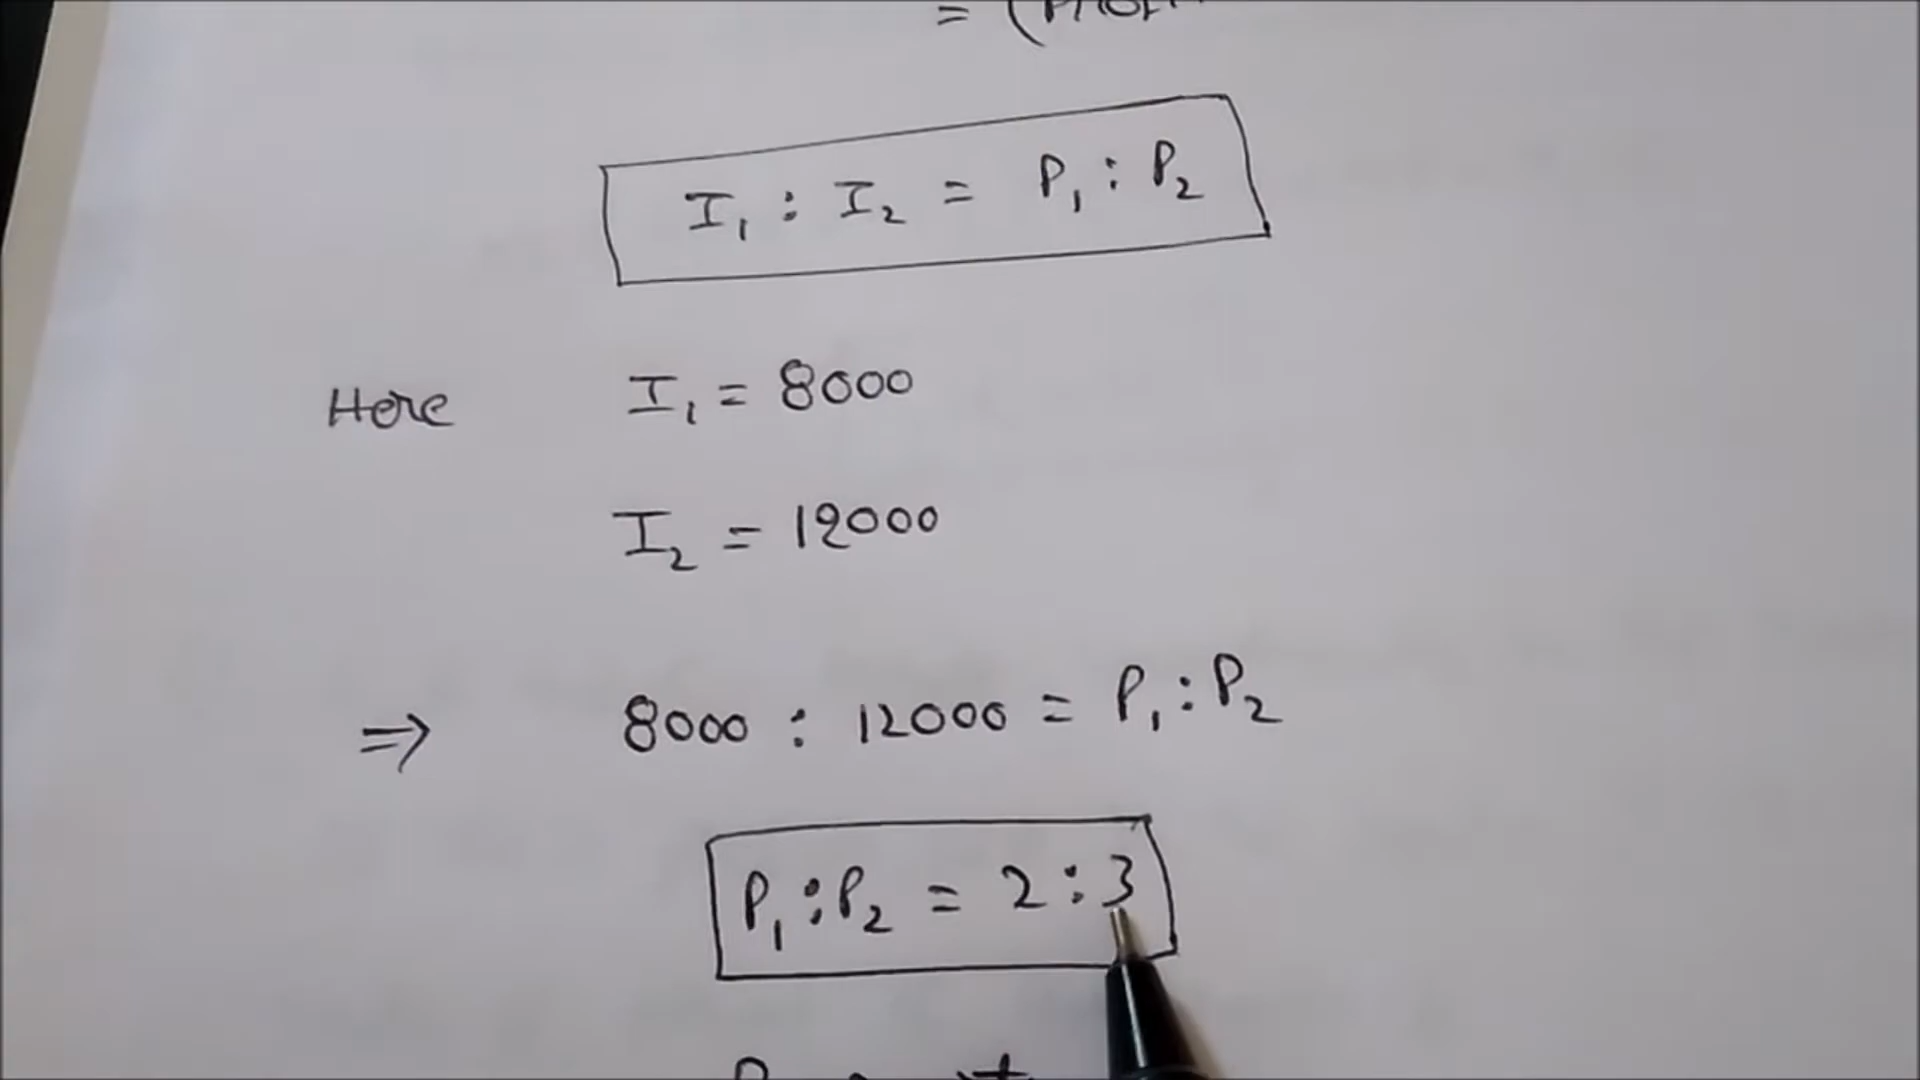 I₁ : I₂ = P₁ : P₂
Here I₁ = 8000
I₂ = 12000
⇒ 8000 : 12000 = P₁ : P₂
P₁ : P₂ = 2 : 3